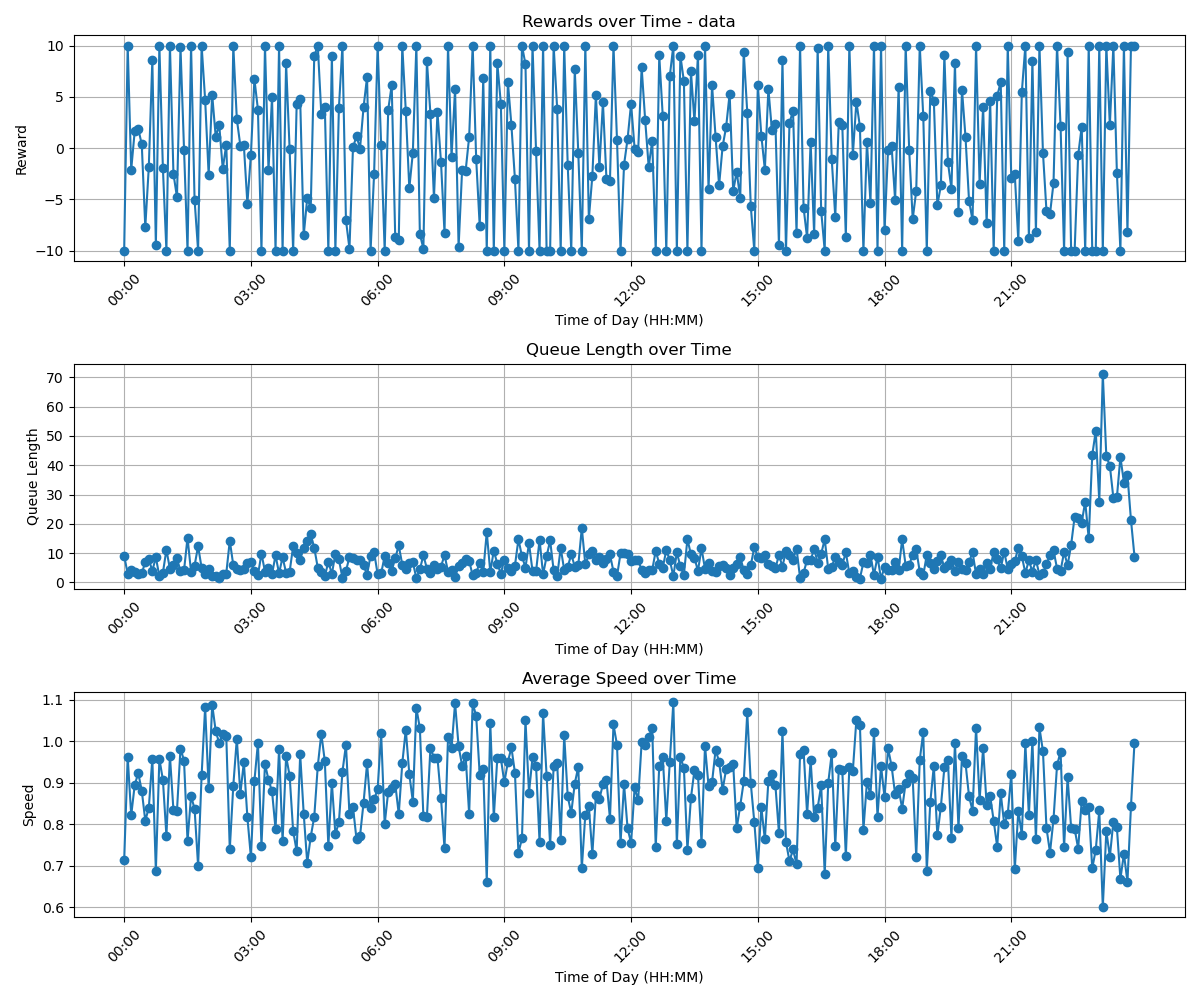 Rewards over Time - data
10
5
0
−5
−10
Reward
00:00 03:00 06:00 09:00 12:00 15:00 18:00 21:00
Time of Day (HH:MM)
Queue Length over Time
70
60
50
40
30
20
10
0
Queue Length
00:00 03:00 06:00 09:00 12:00 15:00 18:00 21:00
Time of Day (HH:MM)
Average Speed over Time
1.1
1.0
0.9
0.8
0.7
0.6
Speed
00:00 03:00 06:00 09:00 12:00 15:00 18:00 21:00
Time of Day (HH:MM)